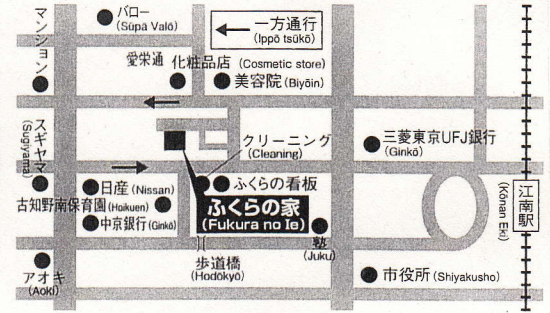 バロー
(Sūpā Valō)
一方通行
(Ippō tsūkō)
マンション
愛栄通
化粧品店 (Cosmetic store)
美容院 (Biyōin)
クリーニング
(Cleaning)
三菱東京UFJ銀行
(Ginkō)
スギヤマ
(Sugiyama)
日産 (Nissan)
ふくらの看板
古知野南保育園 (Hoikuen)
中京銀行 (Ginkō)
ふくらの家
(Fukura no Ie)
塾
(Juku)
江南駅
(Kōnan Eki)
歩道橋
(Hodōkyō)
アオキ
(Aoki)
市役所 (Shiyakusho)